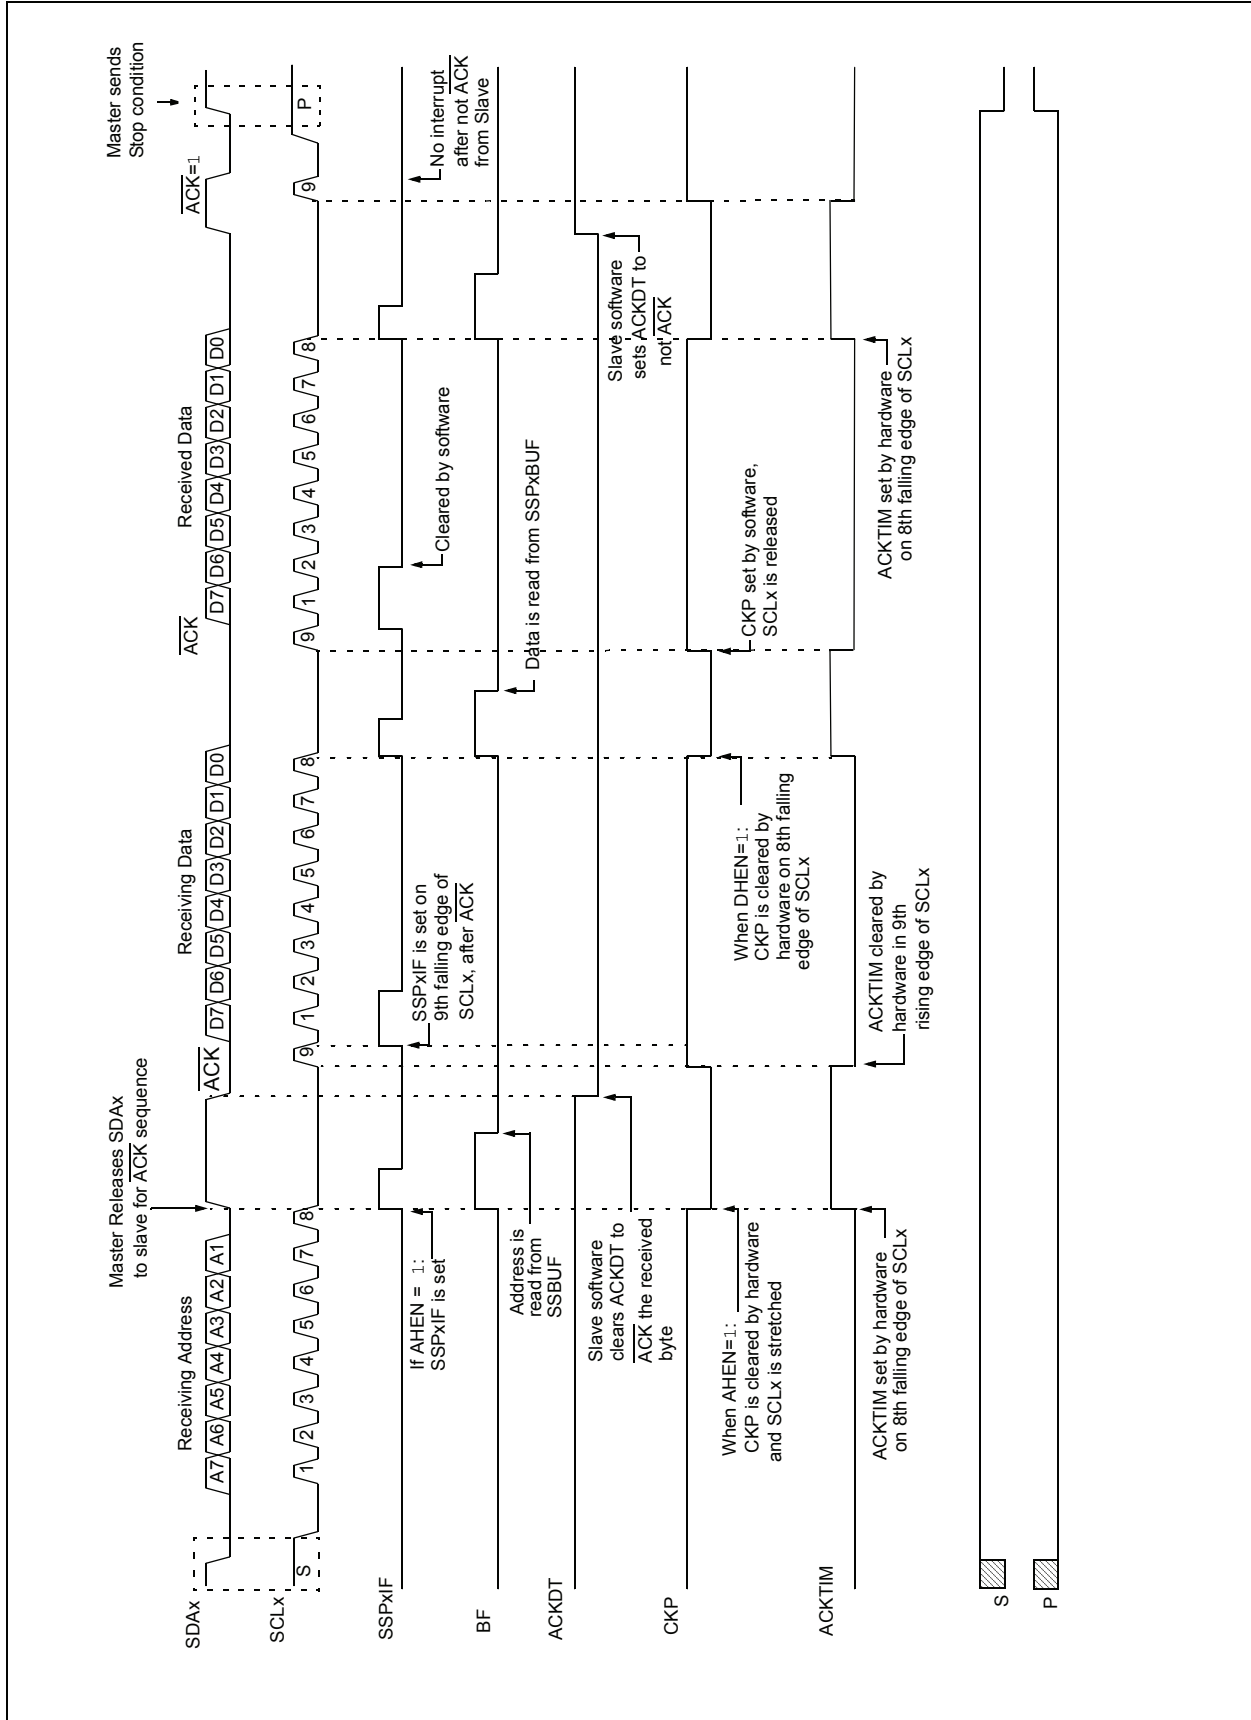 Master Releases SDAx
to slave for ACK sequence
Master sends
Stop condition
Receiving Address
Receiving Data
Received Data
ACK
ACK
ACK=1
SDAx
A7 A6 A5 A4 A3 A2 A1
D7 D6 D5 D4 D3 D2 D1 D0
D7 D6 D5 D4 D3 D2 D1 D0
SCLx
S
1 2 3 4 5 6 7 8 9
1 2 3 4 5 6 7 8 9
1 2 3 4 5 6 7 8 9
P
SSPxIF
If AHEN = 1:
SSPxIF is set
SSPxIF is set on
9th falling edge of
SCLx, after ACK
Cleared by software
No interrupt
after not ACK
from Slave
BF
Address is
read from
SSBUF
Data is read from SSPxBUF
ACKDT
Slave software
clears ACKDT to
ACK the received
byte
Slave software
sets ACKDT to
not ACK
CKP
When AHEN=1:
CKP is cleared by hardware
and SCLx is stretched
When DHEN=1:
CKP is cleared by
hardware on 8th falling
edge of SCLx
CKP set by software,
SCLx is released
ACKTIM
ACKTIM set by hardware
on 8th falling edge of SCLx
ACKTIM cleared by
hardware in 9th
rising edge of SCLx
ACKTIM set by hardware
on 8th falling edge of SCLx
S
P